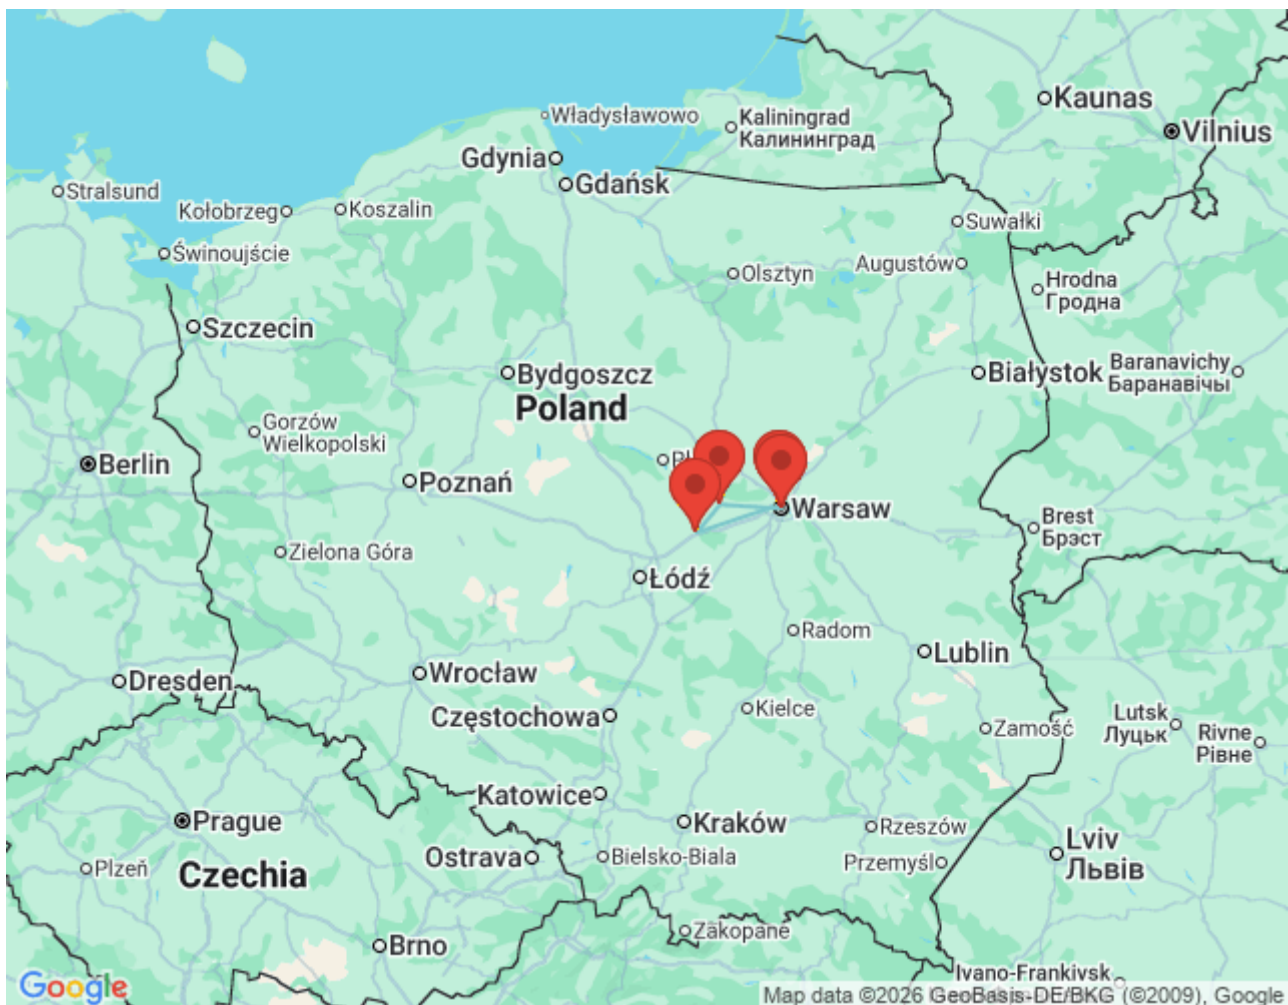 Władysławowo
Kaliningrad
Калининград
Kaunas
Vilnius
Gdynia
Gdańsk
Stralsund
Kołobrzeg
Koszalin
Suwałki
Świnoujście
Olsztyn
Augustów
Hrodna
Гродна
Szczecin
Bydgoszcz
Białystok
Baranavichy
Баранавічы
Poland
Gorzów
Wielkopolski
Berlin
Poznań
Warsaw
Brest
Брэст
Zielona Góra
Łódź
Radom
Lublin
Dresden
Wrocław
Częstochowa
Kielce
Zamość
Lutsk
Луцьк
Rivne
Рівне
Katowice
Prague
Kraków
Rzeszów
Lviv
Львів
Plzeň
Czechia
Ostrava
Bielsko-Biala
Przemyśl
Zakopane
Brno
Ivano-Frankivsk
Google
Map data ©2026 GeoBasis-DE/BKG (©2009), Google